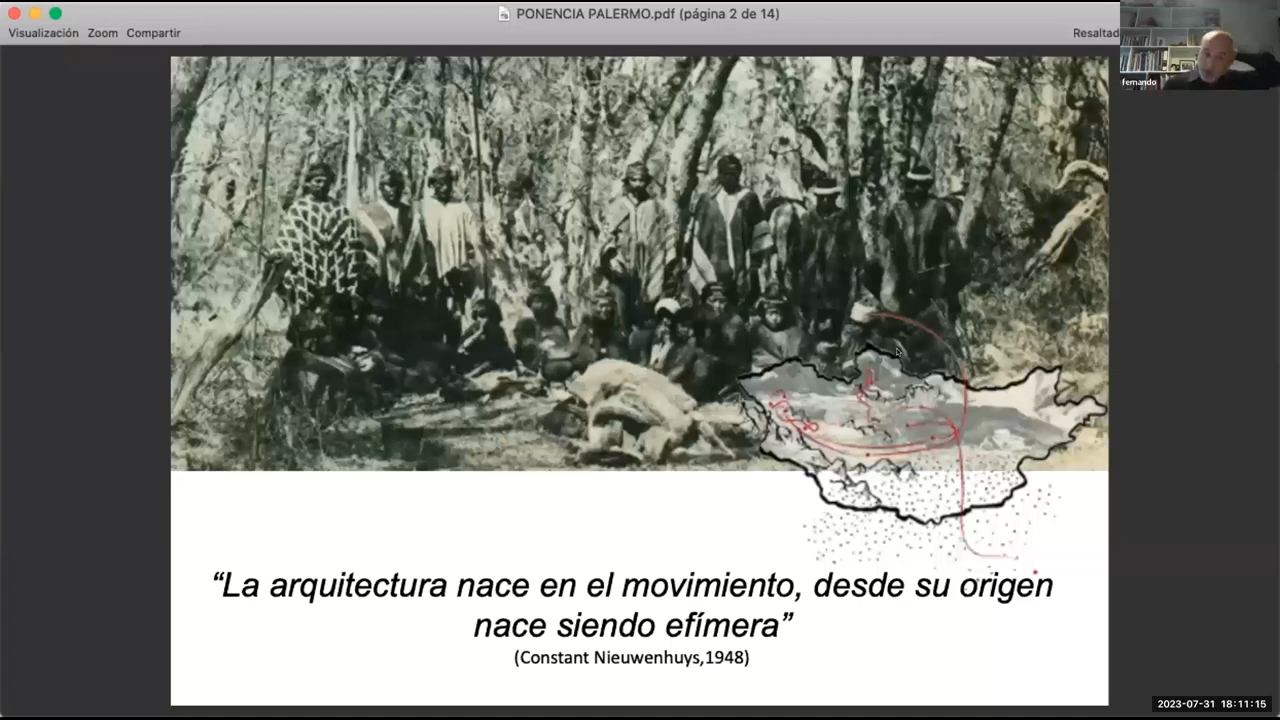 PONENCIA PALERMO.pdf (página 2 de 14)
Visualización Zoom Compartir
Resaltad
fernando
“La arquitectura nace en el movimiento, desde su origen
nace siendo efímera”
(Constant Nieuwenhuys,1948)
2023-07-31 18:11:15